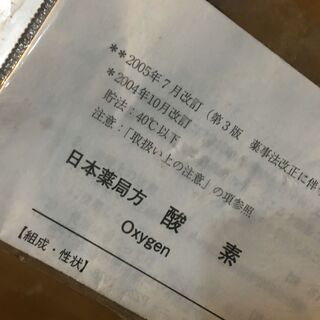 **2005年7月改訂（第3版 薬事法改正に伴
*2004年10月改訂
貯法：40℃以下
注意：「取扱い上の注意」の項参照
日本薬局方 酸素
Oxygen
【組成・性状】